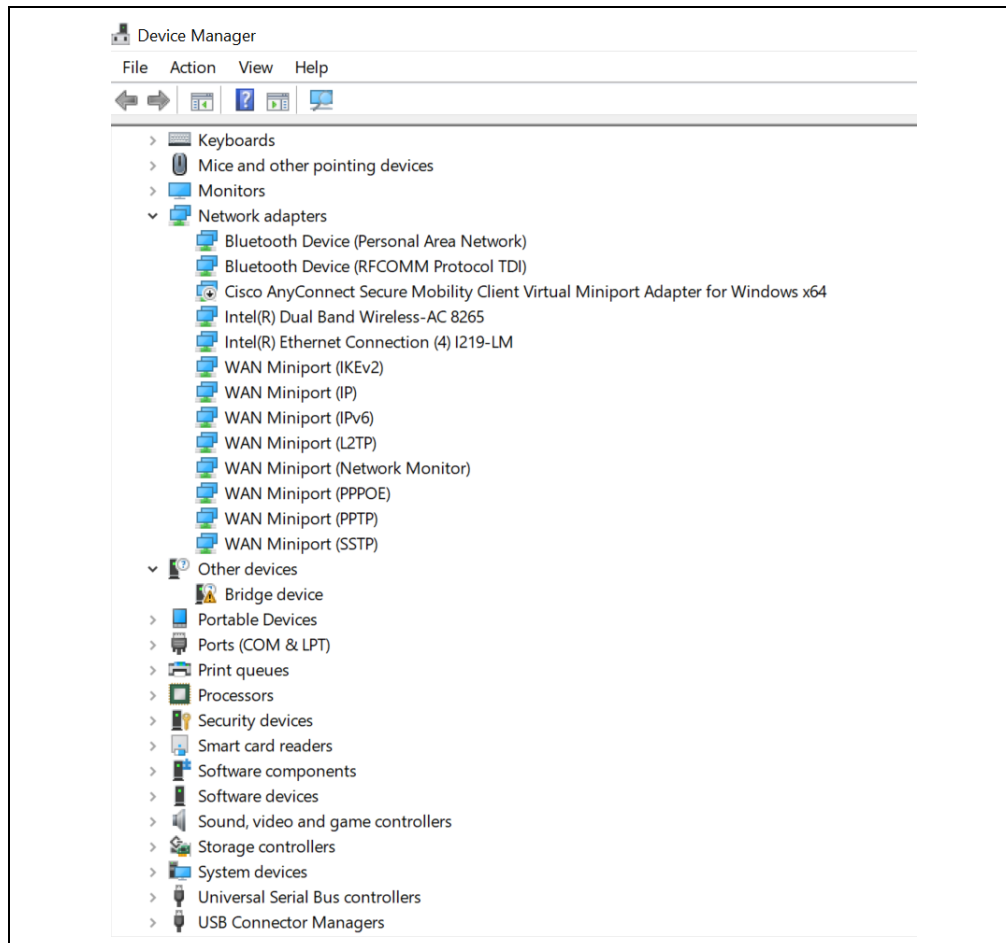 Device Manager
File Action View Help
Keyboards
Mice and other pointing devices
Monitors
Network adapters
Bluetooth Device (Personal Area Network)
Bluetooth Device (RFCOMM Protocol TDI)
Cisco AnyConnect Secure Mobility Client Virtual Miniport Adapter for Windows x64
Intel(R) Dual Band Wireless-AC 8265
Intel(R) Ethernet Connection (4) I219-LM
WAN Miniport (IKEv2)
WAN Miniport (IP)
WAN Miniport (IPv6)
WAN Miniport (L2TP)
WAN Miniport (Network Monitor)
WAN Miniport (PPPOE)
WAN Miniport (PPTP)
WAN Miniport (SSTP)
Other devices
Bridge device
Portable Devices
Ports (COM & LPT)
Print queues
Processors
Security devices
Smart card readers
Software components
Software devices
Sound, video and game controllers
Storage controllers
System devices
Universal Serial Bus controllers
USB Connector Managers